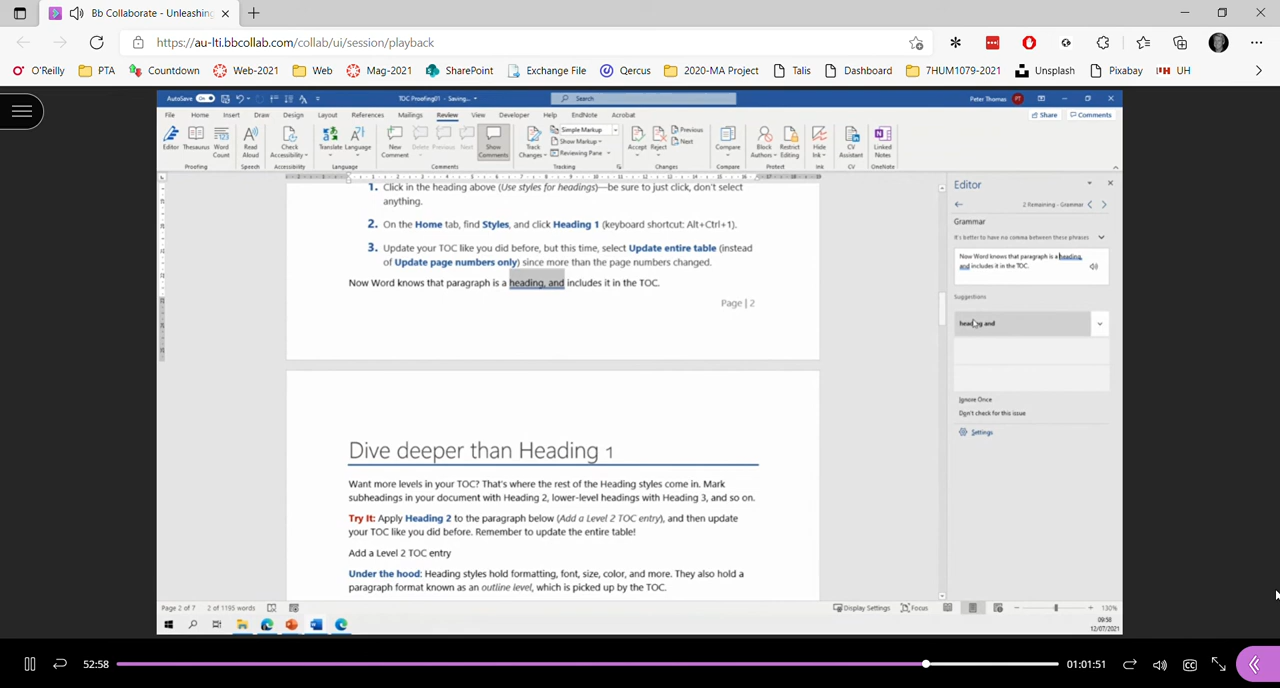 Bb Collaborate - Unleashing
https://au-lti.bbcollab.com/collab/ui/session/playback
O'Reilly PTA Countdown Web-2021 Web Mag-2021 SharePoint Exchange File Qercus 2020-MA Project Talis Dashboard 7HUM1079-2021 Unsplash Pixabay UH
AutoSave On TOC Proofing01 - Saving... Search Peter Thomas PT
File Home Insert Draw Design Layout References Mailings Review View Developer Help EndNote Acrobat Share Comments
Editor Thesaurus Word Count Read Aloud Check Accessibility Translate Language New Comment Delete Previous Next Show Comments Track Changes Simple Markup Show Markup Reviewing Pane Accept Reject Previous Next Compare Block Authors Restrict Editing Hide Ink CV Assistant Linked Notes
Proofing Speech Accessibility Language Comments Tracking Changes Compare Protect Ink CV OneNote
1. Click in the heading above (Use styles for headings)—be sure to just click, don't select
anything.
2. On the Home tab, find Styles, and click Heading 1 (keyboard shortcut: Alt+Ctrl+1).
3. Update your TOC like you did before, but this time, select Update entire table (instead
of Update page numbers only) since more than the page numbers changed.
Now Word knows that paragraph is a heading, and includes it in the TOC.
Page | 2
Dive deeper than Heading 1
Want more levels in your TOC? That's where the rest of the Heading styles come in. Mark
subheadings in your document with Heading 2, lower-level headings with Heading 3, and so on.
Try It: Apply Heading 2 to the paragraph below (Add a Level 2 TOC entry), and then update
your TOC like you did before. Remember to update the entire table!
Add a Level 2 TOC entry
Under the hood: Heading styles hold formatting, font, size, color, and more. They also hold a
paragraph format known as an outline level, which is picked up by the TOC.
Editor
2 Remaining - Grammar
Grammar
It's better to have no comma between these phrases
Now Word knows that paragraph is a heading,
and includes it in the TOC.
Suggestions
heading and
Ignore Once
Don't check for this issue
Settings
Page 2 of 7 2 of 1195 words Display Settings Focus 130%
09:58
12/07/2021
52:58 01:01:51